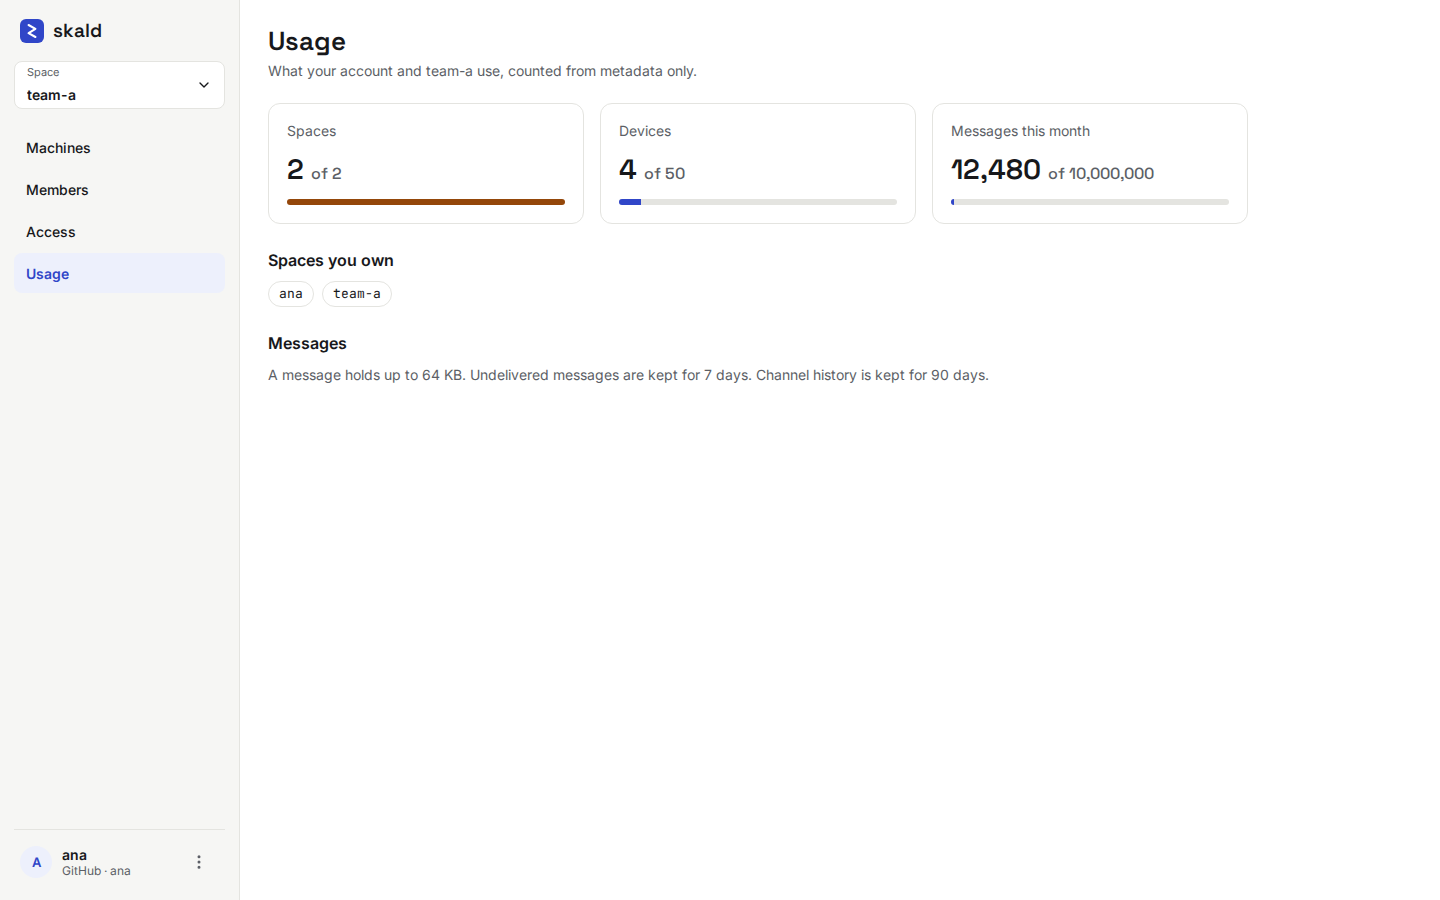 skald
Space
team-a
Machines
Members
Access
Usage
Usage
What your account and team-a use, counted from metadata only.
Spaces
2 of 2
Devices
4 of 50
Messages this month
12,480 of 10,000,000
Spaces you own
ana
team-a
Messages
A message holds up to 64 KB. Undelivered messages are kept for 7 days. Channel history is kept for 90 days.
A
ana
GitHub · ana